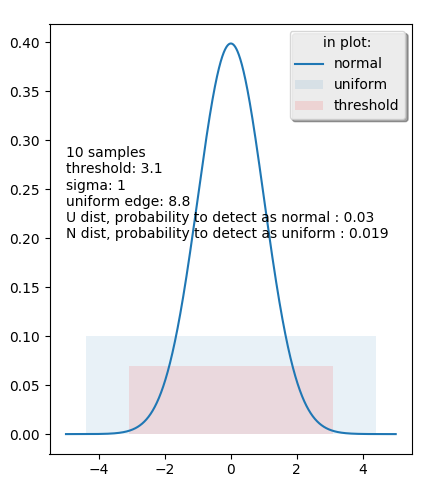 in plot:
normal
uniform
threshold
10 samples
threshold: 3.1
sigma: 1
uniform edge: 8.8
U dist, probability to detect as normal : 0.03
N dist, probability to detect as uniform : 0.019
0.40
0.35
0.30
0.25
0.20
0.15
0.10
0.05
0.00
−4 −2 0 2 4